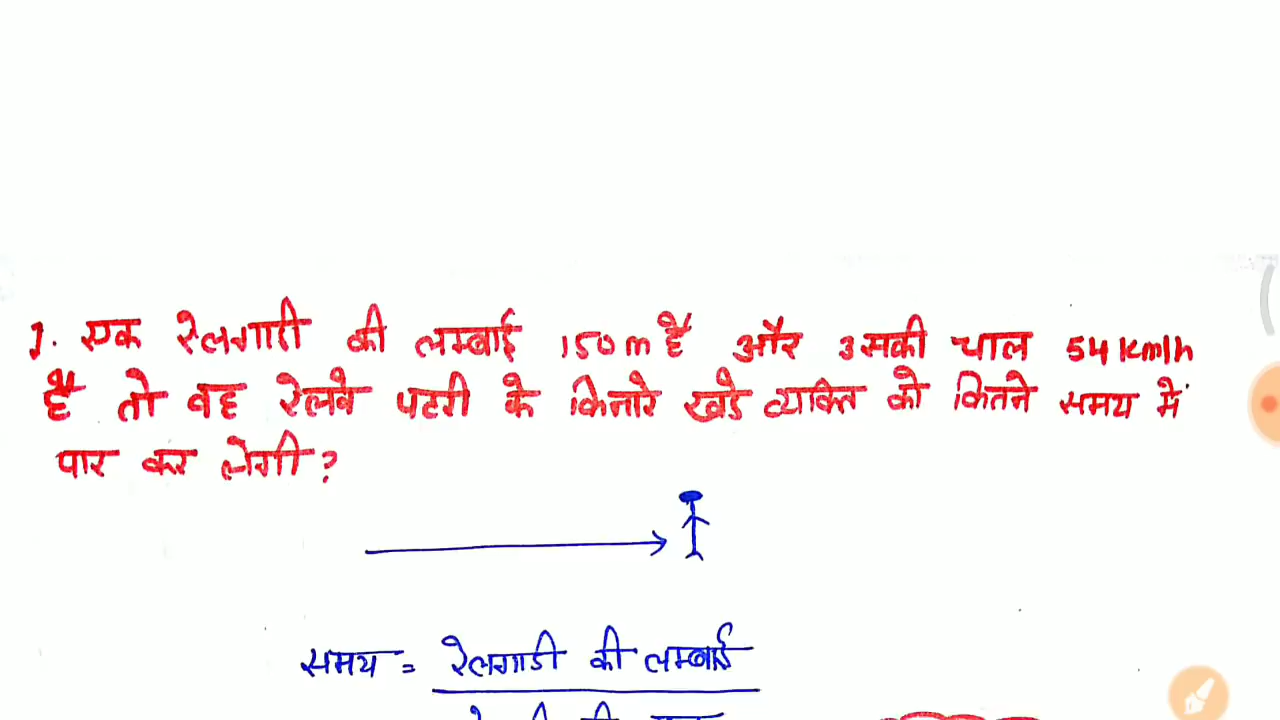 1. एक रेलगाडी की लम्बाई 150m है और उसकी चाल 54 km/h
है तो वह रेलवे पटरी के किनारे खडे व्यक्ति को कितने समय में
पार कर लेगी?
समय = रेलगाडी की लम्बाई